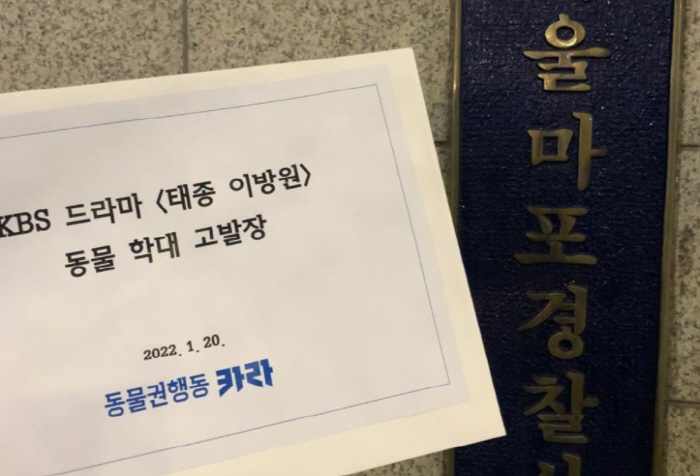 KBS 드라마 <태종 이방원>
동물 학대 고발장
2022. 1. 20.
동물권행동 카라
울마포경찰